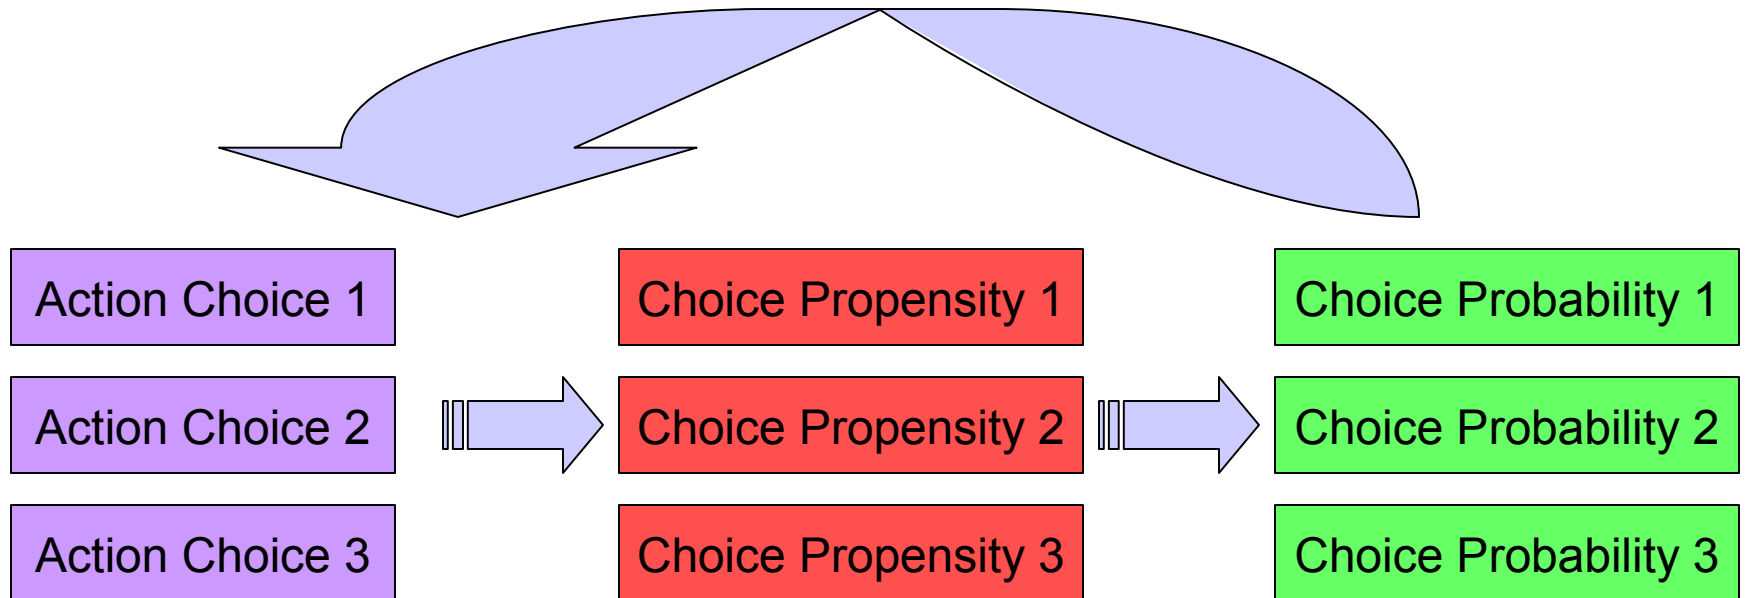 Action Choice 1
Choice Propensity 1
Choice Probability 1
Action Choice 2
Choice Propensity 2
Choice Probability 2
Action Choice 3
Choice Propensity 3
Choice Probability 3